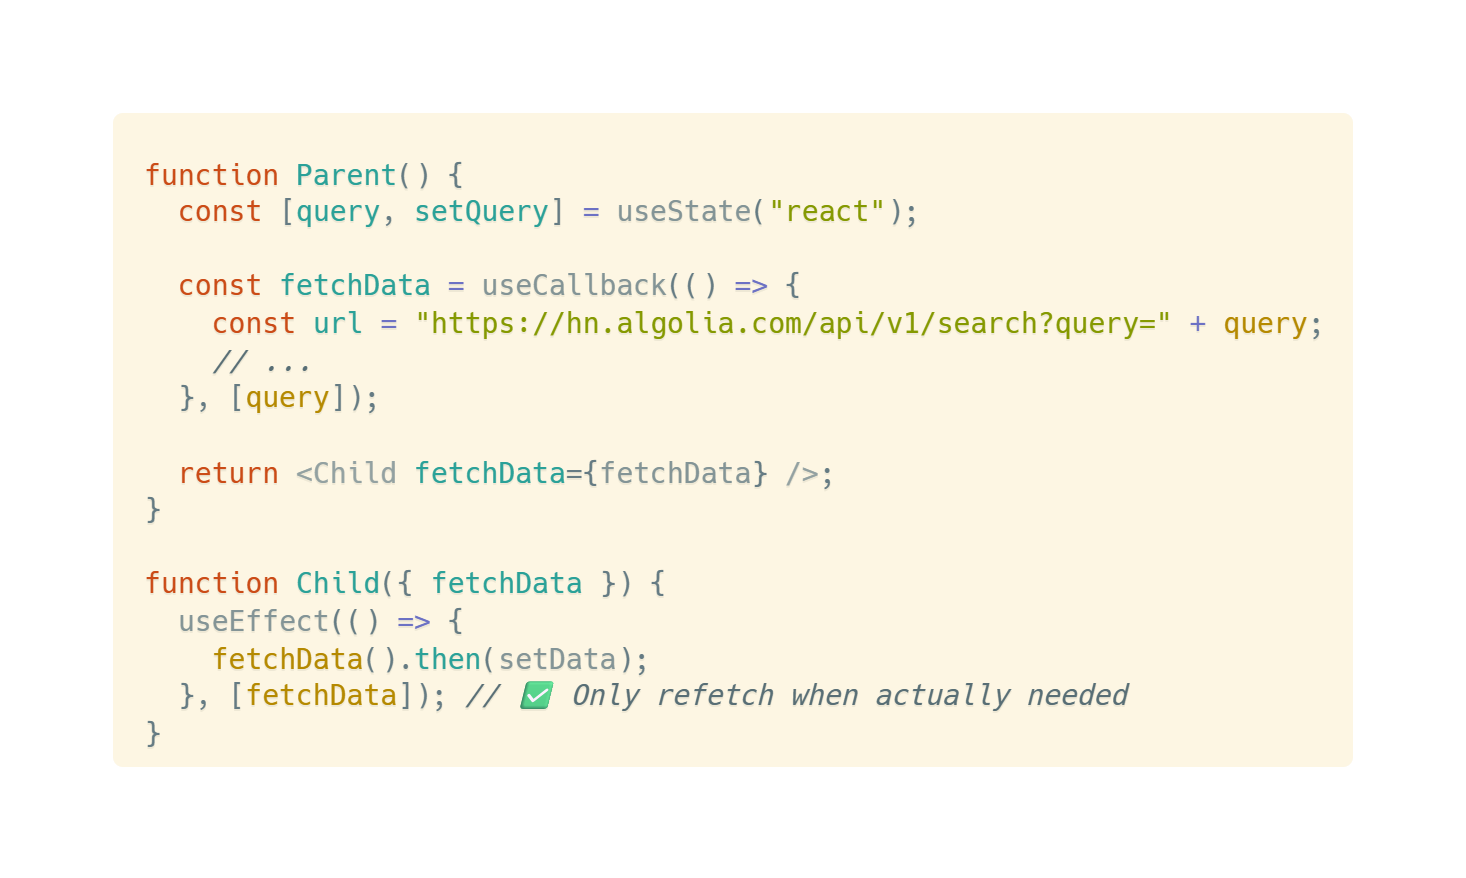 function Parent() {
  const [query, setQuery] = useState("react");

  const fetchData = useCallback(() => {
    const url = "https://hn.algolia.com/api/v1/search?query=" + query;
    // ...
  }, [query]);

  return <Child fetchData={fetchData} />;
}

function Child({ fetchData }) {
  useEffect(() => {
    fetchData().then(setData);
  }, [fetchData]); // ✅ Only refetch when actually needed
}